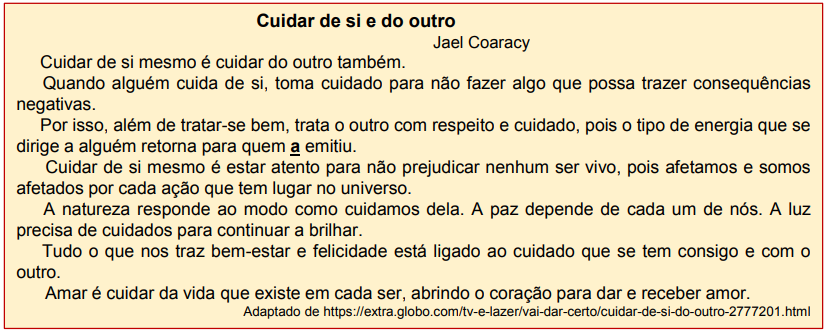 Cuidar de si e do outro
Jael Coaracy
Cuidar de si mesmo é cuidar do outro também.
Quando alguém cuida de si, toma cuidado para não fazer algo que possa trazer consequências
negativas.
Por isso, além de tratar-se bem, trata o outro com respeito e cuidado, pois o tipo de energia que se
dirige a alguém retorna para quem a emitiu.
Cuidar de si mesmo é estar atento para não prejudicar nenhum ser vivo, pois afetamos e somos
afetados por cada ação que tem lugar no universo.
A natureza responde ao modo como cuidamos dela. A paz depende de cada um de nós. A luz
precisa de cuidados para continuar a brilhar.
Tudo o que nos traz bem-estar e felicidade está ligado ao cuidado que se tem consigo e com o
outro.
Amar é cuidar da vida que existe em cada ser, abrindo o coração para dar e receber amor.
Adaptado de https://extra.globo.com/tv-e-lazer/vai-dar-certo/cuidar-de-si-do-outro-2777201.html